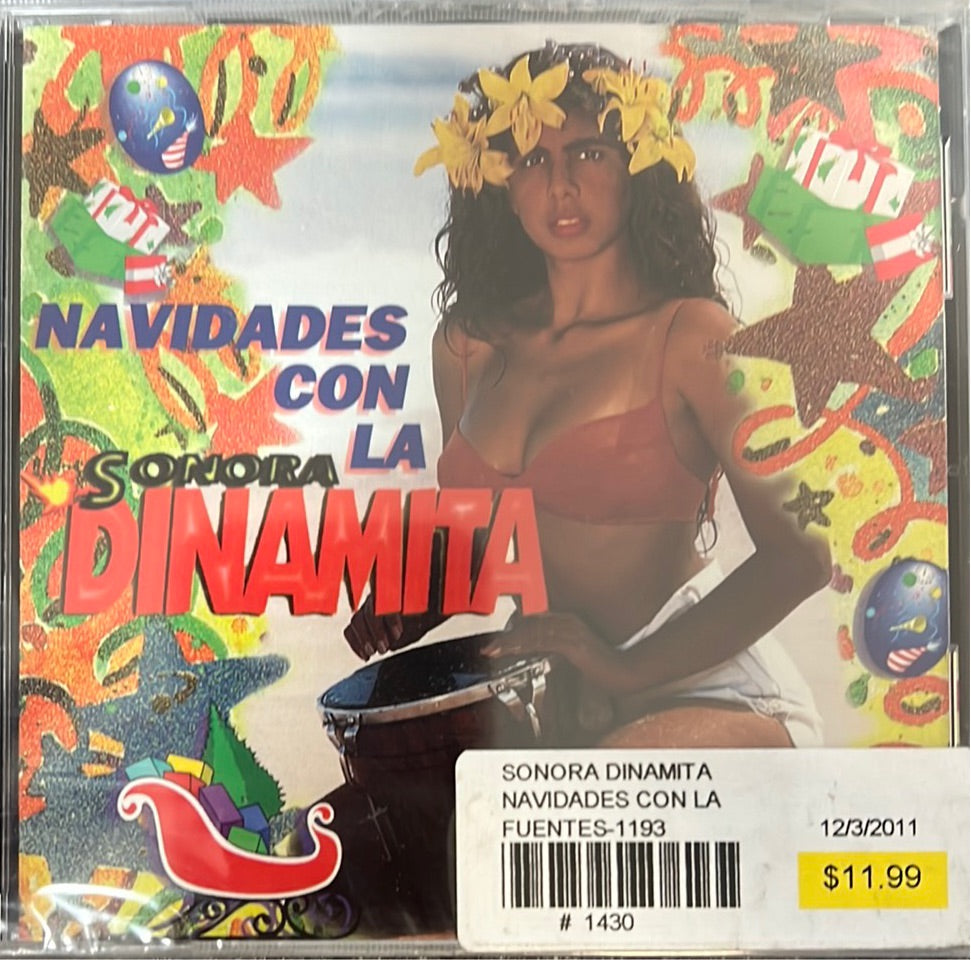 NAVIDADES
CON
LA
SONORA
DINAMITA
SONORA DINAMITA
NAVIDADES CON LA
FUENTES-1193
12/3/2011
$11.99
# 1430